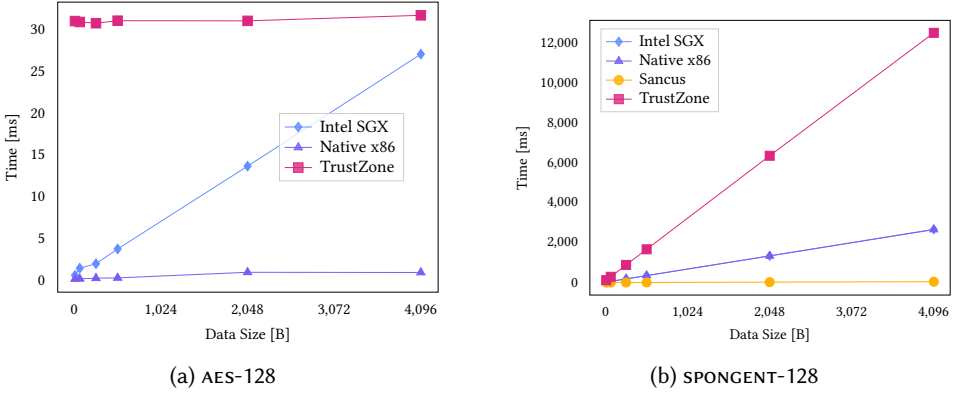 30
25
20
15
10
5
0
Time [ms]
0
1,024
2,048
3,072
4,096
Data Size [B]
Intel SGX
Native x86
TrustZone
(a) AES-128
12,000
10,000
8,000
6,000
4,000
2,000
0
Time [ms]
0
1,024
2,048
3,072
4,096
Data Size [B]
Intel SGX
Native x86
Sancus
TrustZone
(b) SPONGENT-128